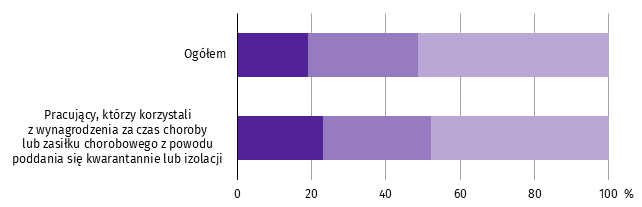 Ogółem
Pracujący, którzy korzystali
z wynagrodzenia za czas choroby
lub zasiłku chorobowego z powodu
poddania się kwarantannie lub izolacji
0 20 40 60 80 100 %